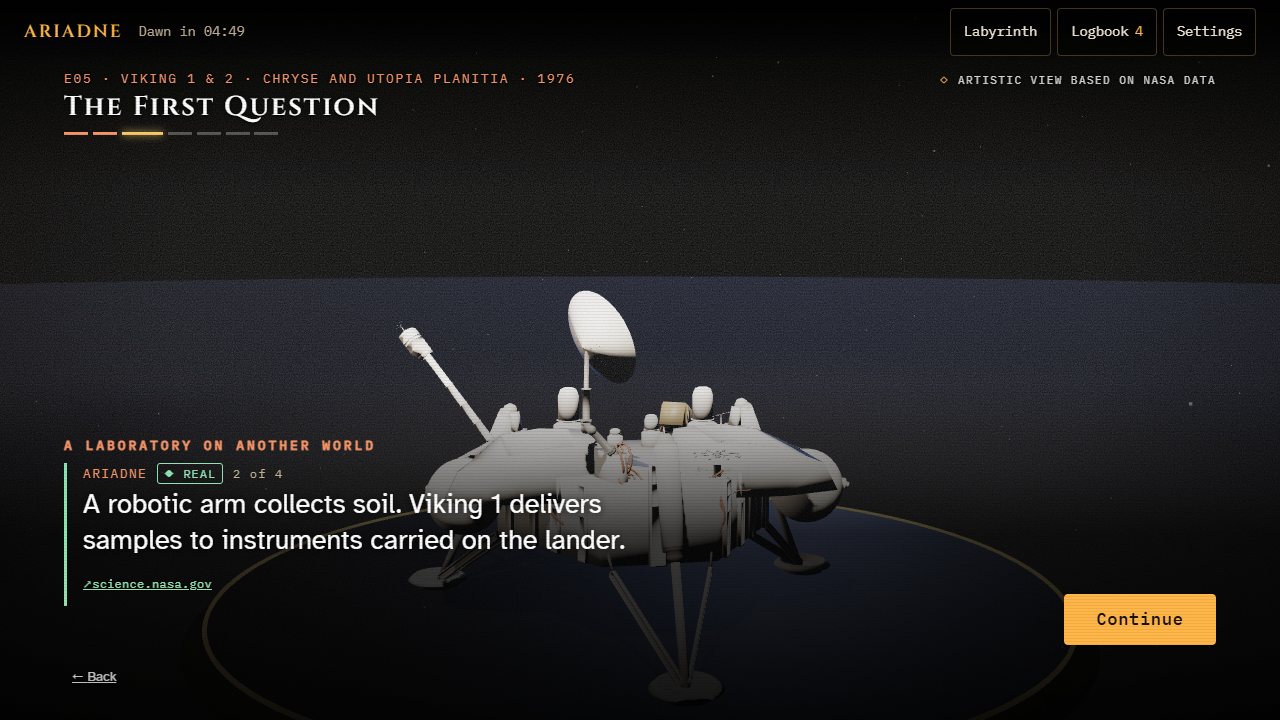 ARIADNE Dawn in 04:49 Labyrinth Logbook 4 Settings
E05 · VIKING 1 & 2 · CHRYSE AND UTOPIA PLANITIA · 1976
◇ ARTISTIC VIEW BASED ON NASA DATA
The First Question
A LABORATORY ON ANOTHER WORLD
ARIADNE ◆ REAL 2 of 4
A robotic arm collects soil. Viking 1 delivers
samples to instruments carried on the lander.
↗science.nasa.gov
Continue
← Back